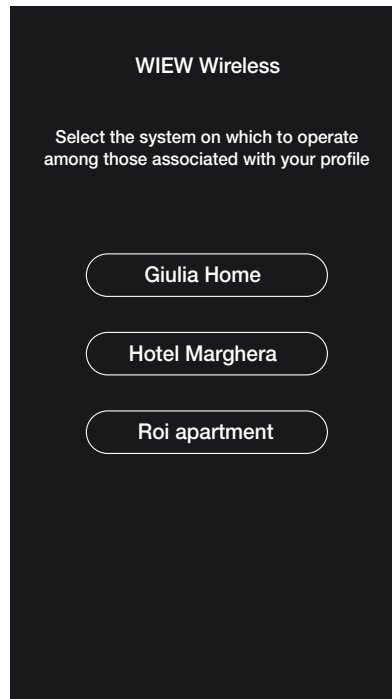 WIEW Wireless
Select the system on which to operate
among those associated with your profile
Giulia Home
Hotel Marghera
Roi apartment